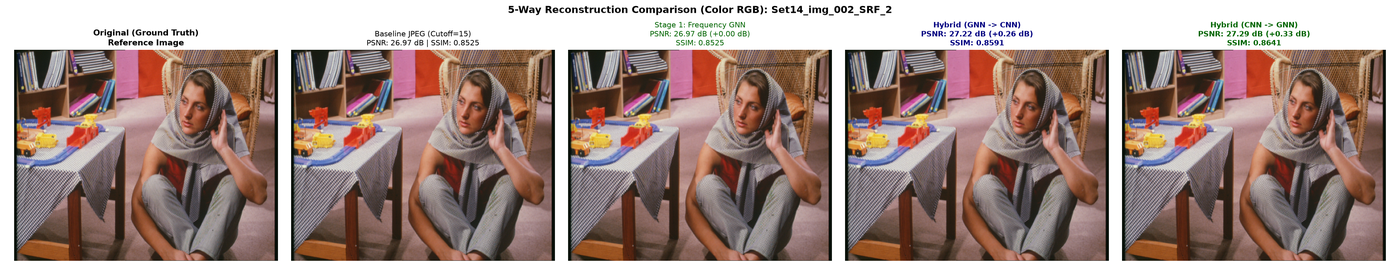 5-Way Reconstruction Comparison (Color RGB): Set14_img_002_SRF_2
Original (Ground Truth)
Reference Image
Baseline JPEG (Cutoff=15)
PSNR: 26.97 dB | SSIM: 0.8525
Stage 1: Frequency GNN
PSNR: 26.97 dB (+0.00 dB)
SSIM: 0.8525
Hybrid (GNN -> CNN)
PSNR: 27.22 dB (+0.26 dB)
SSIM: 0.8591
Hybrid (CNN -> GNN)
PSNR: 27.29 dB (+0.33 dB)
SSIM: 0.8641